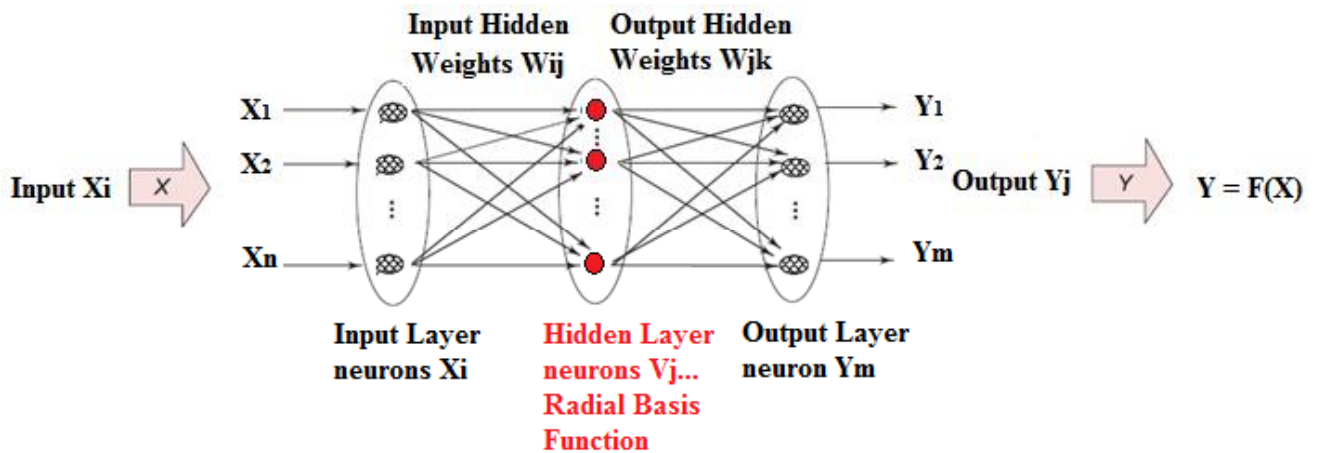 Input Hidden
Weights Wij
Output Hidden
Weights Wjk
X1
X2
Xn
Input Xi
X
Y1
Y2
Ym
Output Yj
Y
Y = F(X)
Input Layer
neurons Xi
Hidden Layer
neurons Vj...
Radial Basis
Function
Output Layer
neuron Ym